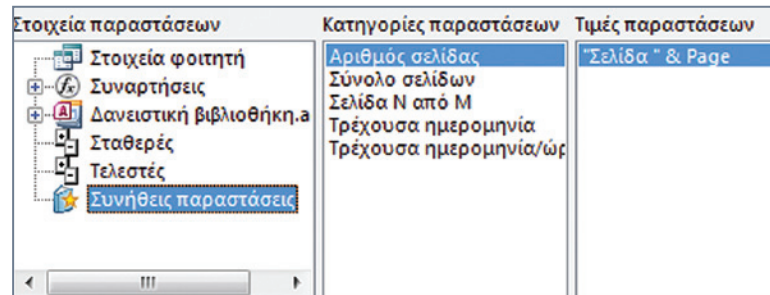 Στοιχεία παραστάσεων
Στοιχεία φοιτητή
Συναρτήσεις
Δανειστική βιβλιοθήκη.a
Σταθερές
Τελεστές
Συνήθεις παραστάσεις
Κατηγορίες παραστάσεων
Αριθμός σελίδας
Σύνολο σελίδων
Σελίδα N από M
Τρέχουσα ημερομηνία
Τρέχουσα ημερομηνία/ώρ
Τιμές παραστάσεων
"Σελίδα " & Page